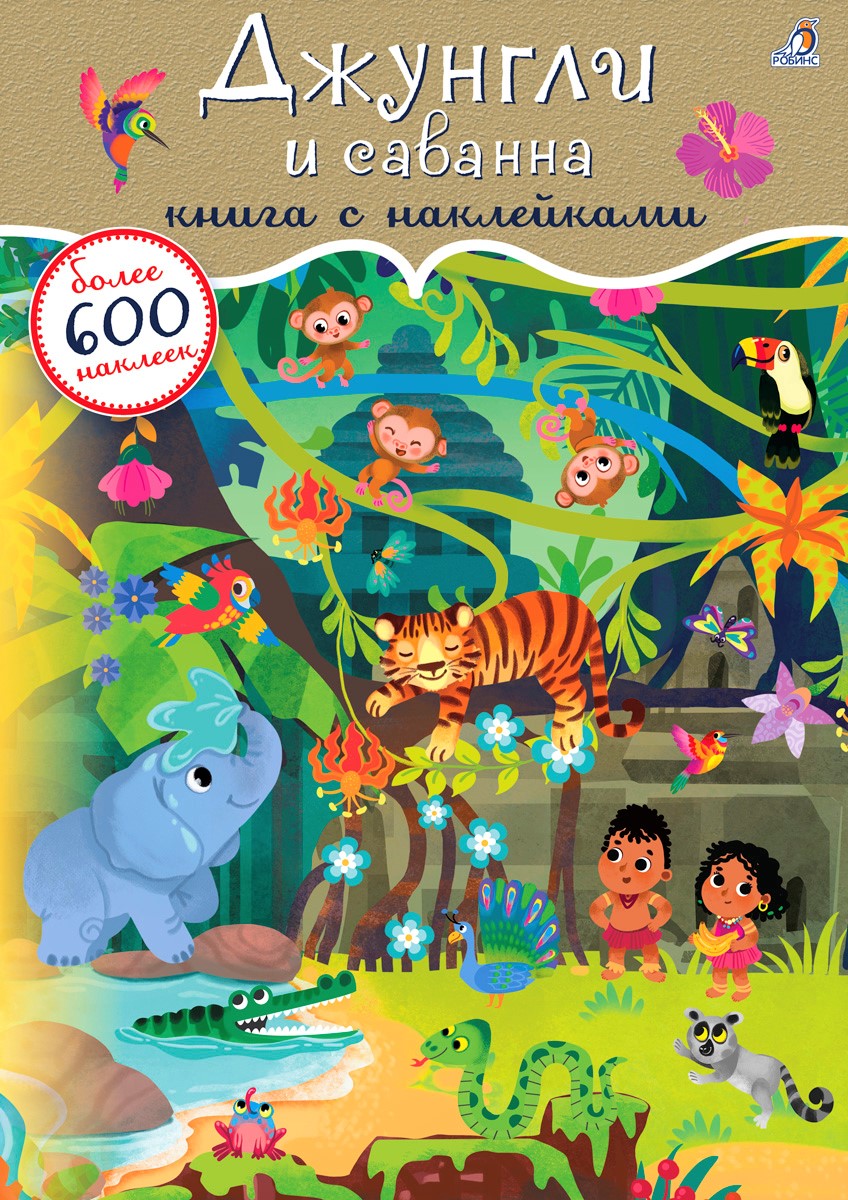 РОБИНС
Джунгли
и саванна
книга с наклейками
более
600
наклеек